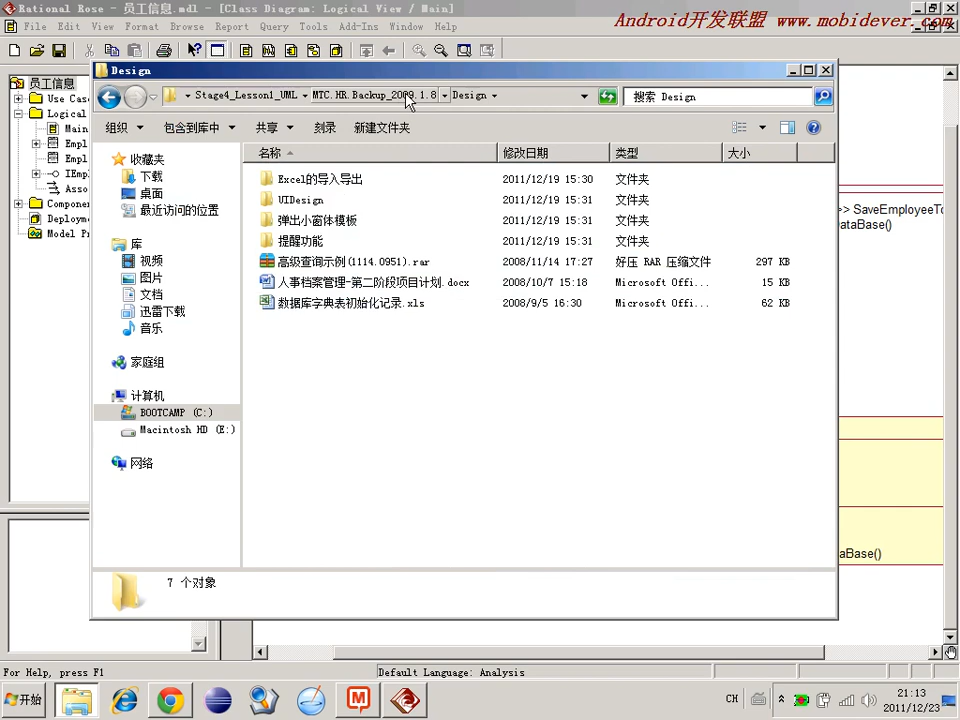 Rational Rose - 员工信息.mdl - [Class Diagram: Logical View / Main]
Android开发联盟 www.mobidever.com
File Edit View Format Browse Report Query Tools Add-Ins Window Help
Design
Stage4_Lesson1_UML MTC.HR.Backup_2009.1.8 Design
搜索 Design
组织 包含到库中 共享 刻录 新建文件夹
名称 修改日期 类型 大小
Excel的导入导出 2011/12/19 15:30 文件夹
UIDesign 2011/12/19 15:31 文件夹
弹出小窗体模板 2011/12/19 15:31 文件夹
提醒功能 2011/12/19 15:31 文件夹
高级查询示例(1114.0951).rar 2008/11/14 17:27 好压 RAR 压缩文件 297 KB
人事档案管理-第二阶段项目计划.docx 2008/10/7 15:18 Microsoft Offi... 15 KB
数据库字典表初始化记录.xls 2008/9/5 16:30 Microsoft Offi... 62 KB
收藏夹
下载
桌面
最近访问的位置
库
视频
图片
文档
迅雷下载
音乐
家庭组
计算机
BOOTCAMP (C:)
Macintosh HD (E:)
网络
7 个对象
员工信息
Use Cas
Logical
Main
Empl
Empl
IEmp
Asso
Componen
Deployme
Model Pr
>> SaveEmployeeTo
DataBase()
aBase()
For Help, press F1
Default Language: Analysis
开始
CH
21:13
2011/12/23